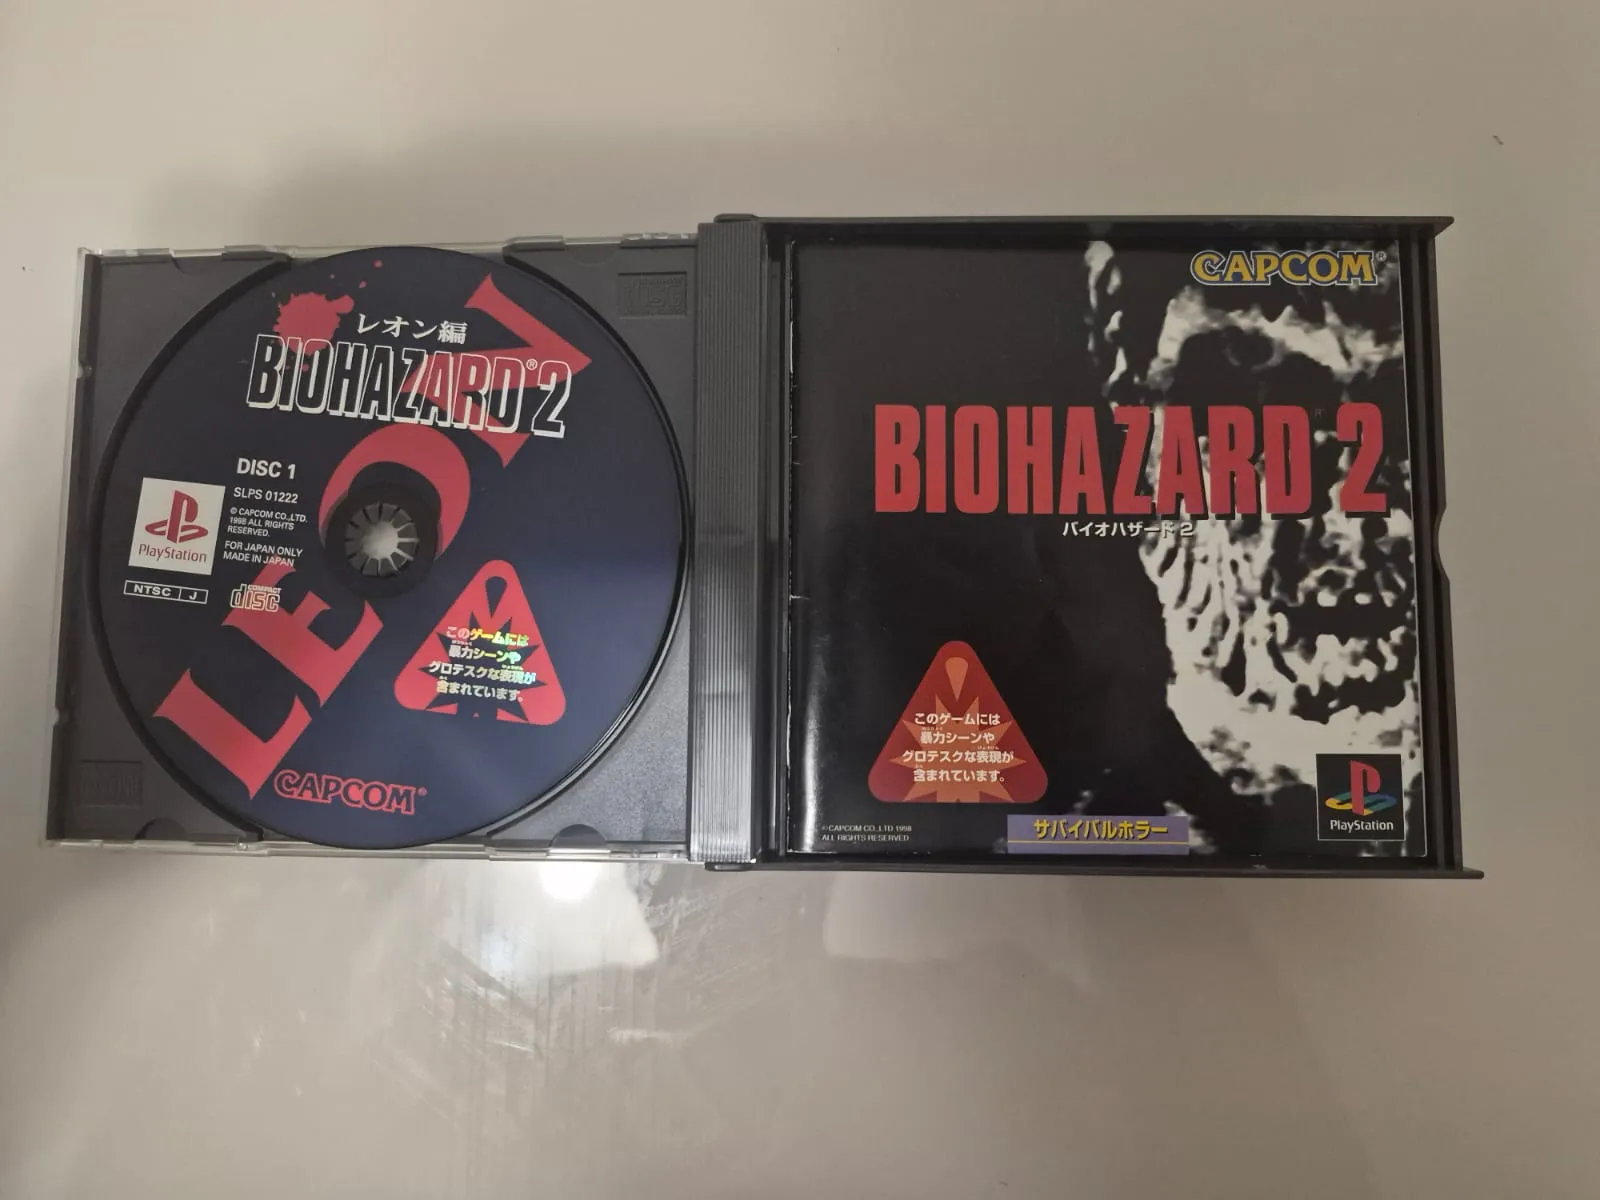 レオン編
BIOHAZARD®2
DISC 1
SLPS 01222
© CAPCOM CO.,LTD.
1998 ALL RIGHTS
RESERVED.
FOR JAPAN ONLY
MADE IN JAPAN
PlayStation
NTSC J
COMPACT
disc
LEON
このゲームには
暴力シーンや
グロテスクな表現が
含まれています。
CAPCOM®
CAPCOM®
BIOHAZARD® 2
バイオハザード2
このゲームには
暴力シーンや
グロテスクな表現が
含まれています。
© CAPCOM CO.,LTD 1998
ALL RIGHTS RESERVED
サバイバルホラー
PlayStation